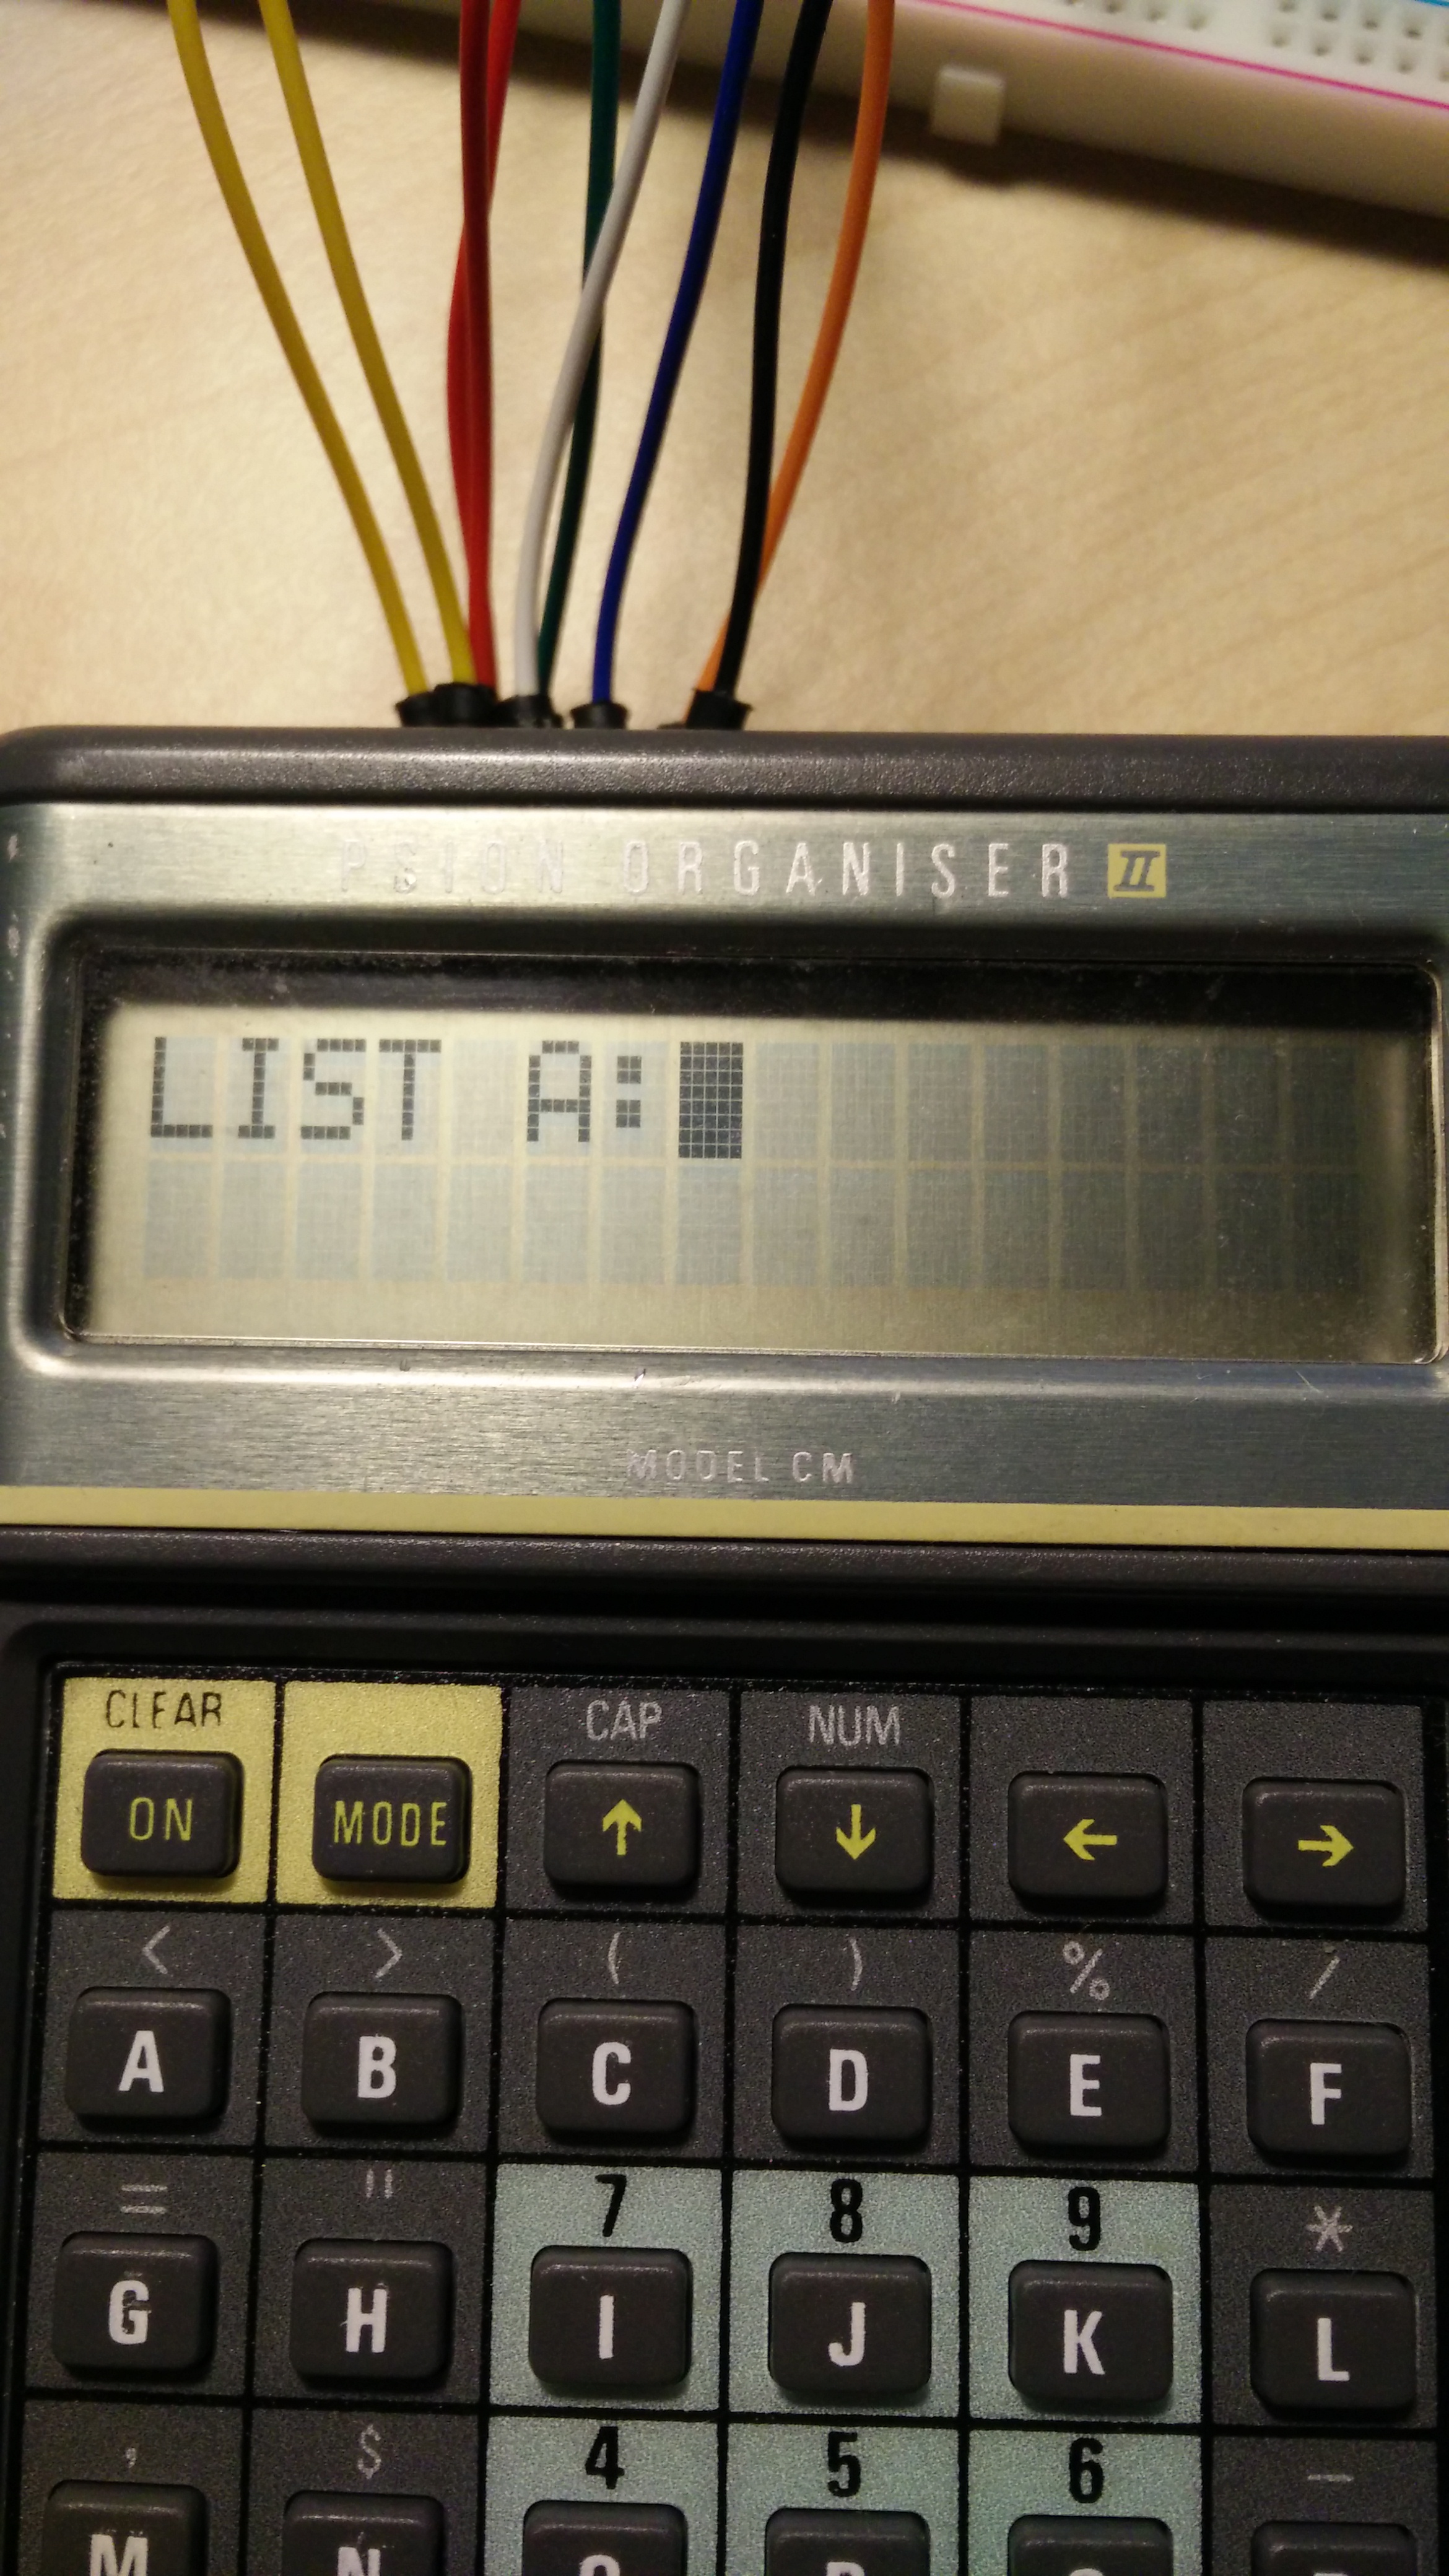 PSION ORGANISER II
LIST A:
MODEL CM
CLEAR CAP NUM
ON MODE ↑ ↓ ← →
< > ( ) % /
A B C D E F
= " 7 8 9 *
G H I J K L
, $ 4 5 6 −
M N